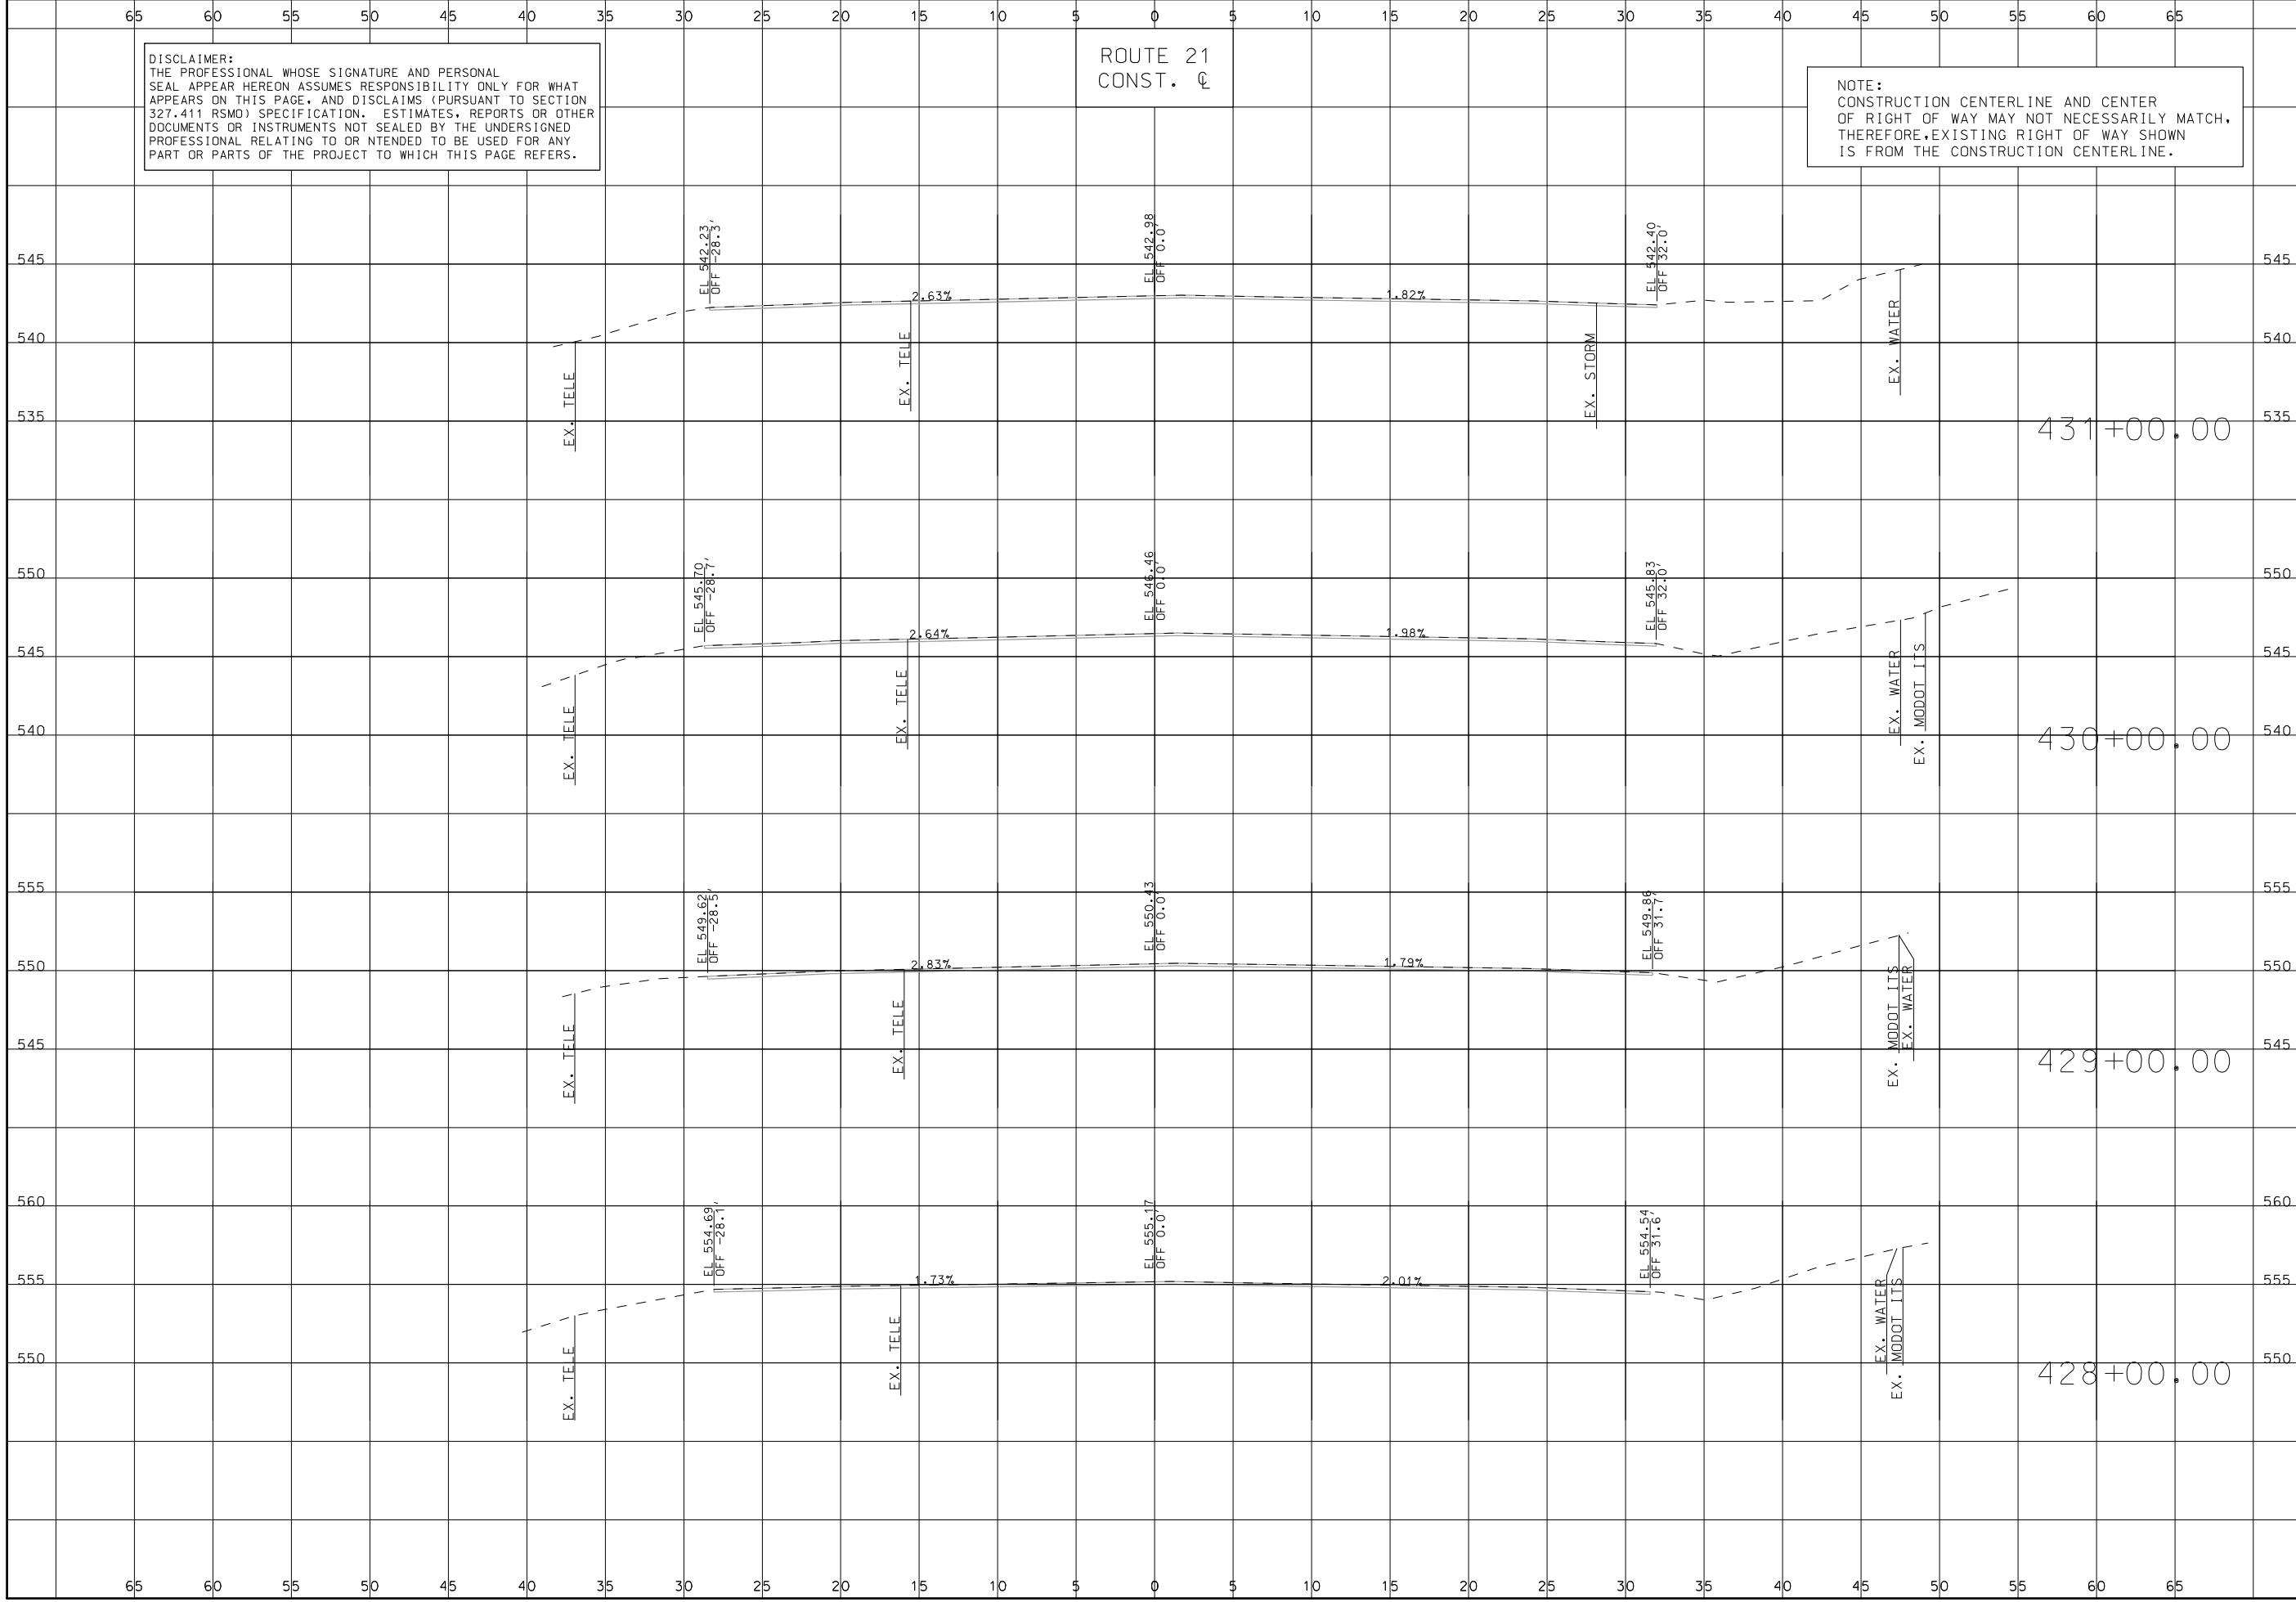 65 60 55 50 45 40 35 30 25 20 15 10 5 0 5 10 15 20 25 30 35 40 45 50 55 60 65
DISCLAIMER:
THE PROFESSIONAL WHOSE SIGNATURE AND PERSONAL
SEAL APPEAR HEREON ASSUMES RESPONSIBILITY ONLY FOR WHAT
APPEARS ON THIS PAGE, AND DISCLAIMS (PURSUANT TO SECTION
327.411 RSMO) SPECIFICATION. ESTIMATES, REPORTS OR OTHER
DOCUMENTS OR INSTRUMENTS NOT SEALED BY THE UNDERSIGNED
PROFESSIONAL RELATING TO OR NTENDED TO BE USED FOR ANY
PART OR PARTS OF THE PROJECT TO WHICH THIS PAGE REFERS.
ROUTE 21
CONST. ℄
NOTE:
CONSTRUCTION CENTERLINE AND CENTER
OF RIGHT OF WAY MAY NOT NECESSARILY MATCH,
THEREFORE,EXISTING RIGHT OF WAY SHOWN
IS FROM THE CONSTRUCTION CENTERLINE.
EL 542.23
OFF -28.3'
EL 542.98
OFF 0.0'
EL 542.40
OFF 32.0'
545 545
2.63% 1.82%
540 540
EX. TELE
EX. TELE
EX. STORM
EX. WATER
535 535
431+00.00
EL 545.70
OFF -28.7'
EL 546.46
OFF 0.0'
EL 545.83
OFF 32.0'
550 550
2.64% 1.98%
545 545
EX. TELE
EX. TELE
EX. WATER
EX. MODOT ITS
540 540
430+00.00
555 555
EL 549.62
OFF -28.5'
EL 550.43
OFF 0.0'
EL 549.86
OFF 31.7'
2.83% 1.79%
550 550
EX. TELE
EX. TELE
EX. MODOT ITS
EX. WATER
545 545
429+00.00
560 560
EL 554.69
OFF -28.1'
EL 555.17
OFF 0.0'
EL 554.54
OFF 31.6'
1.73% 2.01%
555 555
EX. TELE
EX. TELE
EX. WATER
EX. MODOT ITS
550 550
428+00.00
65 60 55 50 45 40 35 30 25 20 15 10 5 0 5 10 15 20 25 30 35 40 45 50 55 60 65